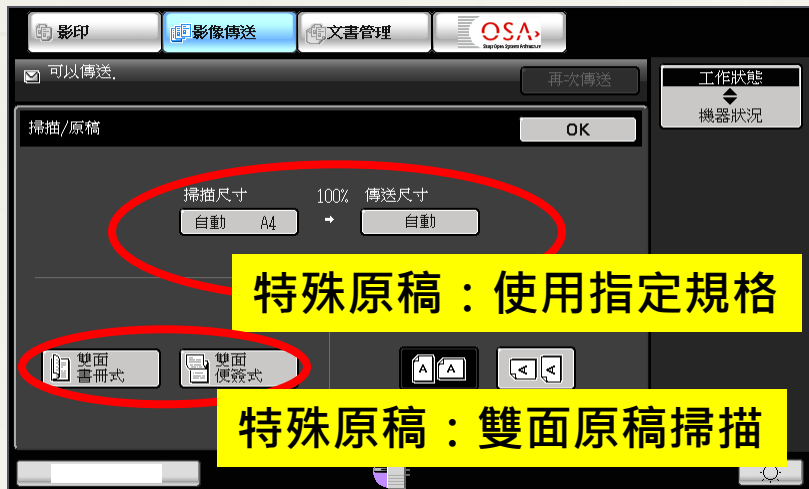 影印
影像傳送
文書管理
OSA
Sharp Open Systems Architecture
可以傳送.
再次傳送
工作狀態
機器狀況
掃描/原稿
OK
掃描尺寸 100% 傳送尺寸
自動 A4
自動
特殊原稿：使用指定規格
雙面
書冊式
雙面
便簽式
A A
A A
特殊原稿：雙面原稿掃描